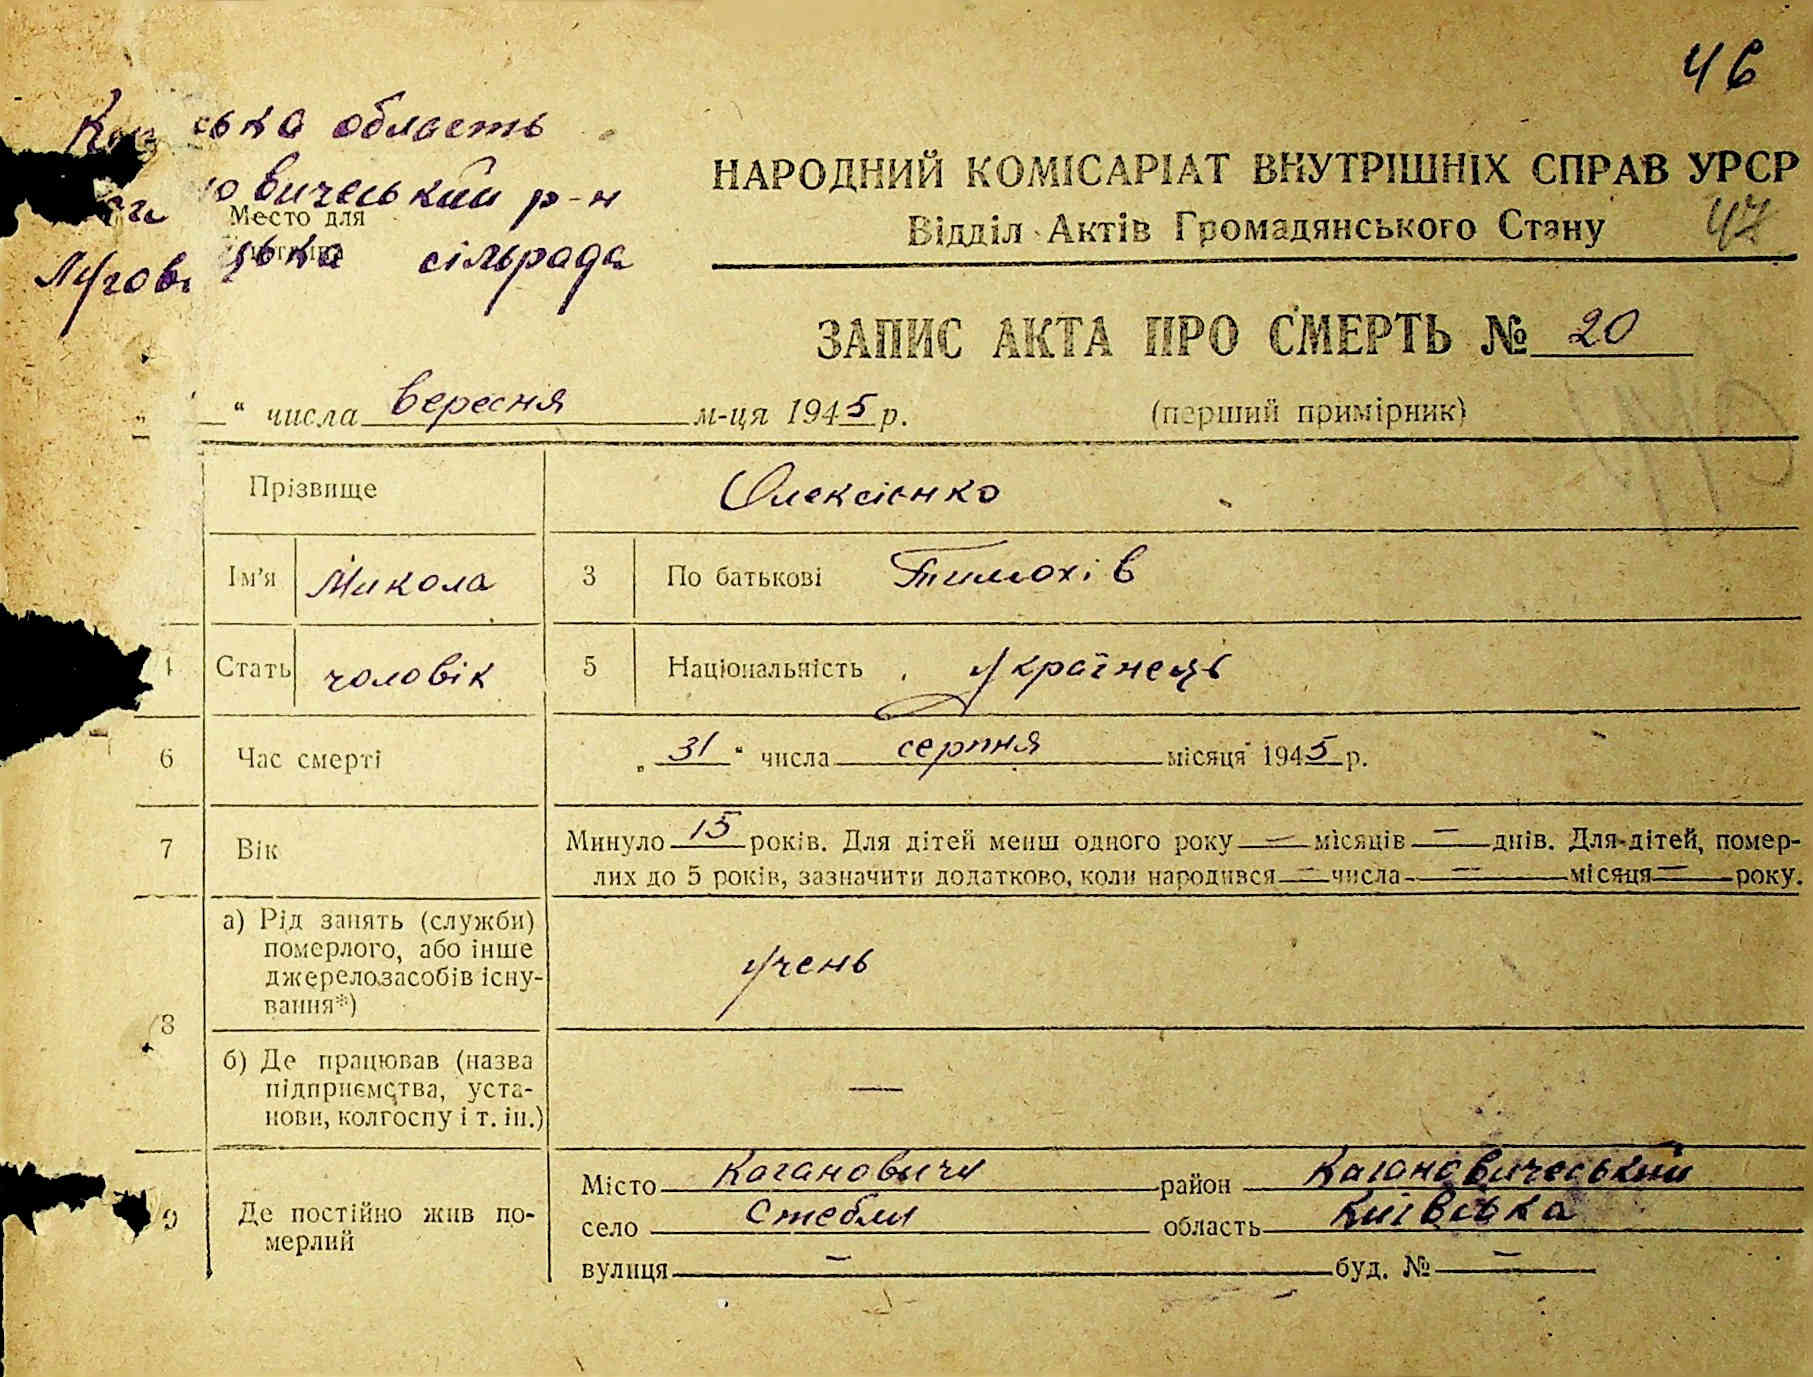 46
ська область
НАРОДНИЙ КОМІСАРІАТ ВНУТРІШНІХ СПРАВ УРСР
вичеський р-н
Место для
Відділ Актів Громадянського Стану 47
сільрада
ЗАПИС АКТА ПРО СМЕРТЬ № 20
“ числа вересня м-ця 1945 р.
(перший примірник)
Прізвище Олексієнко
Ім'я Микола 3 По батькові Тимохів
4 Стать чоловік 5 Національність Українець
6 Час смерті „ 31 “ числа серпня місяця 1945 р.
7 Вік Минуло 15 років. Для дітей менш одного року — місяців — днів. Для дітей, помер-
лих до 5 років, зазначити додатково, коли народився — числа — місяця — року.
8 а) Рід занять (служби)
померлого, або інше
джерело засобів існу-
вання*)
Учень
б) Де працював (назва
підприємства, уста-
нови, колгоспу і т. ін.)
—
9 Де постійно жив по-
мерлий
Місто Кагановичи район Кагановичеський
село Стебли область Київська
вулиця — буд. № —